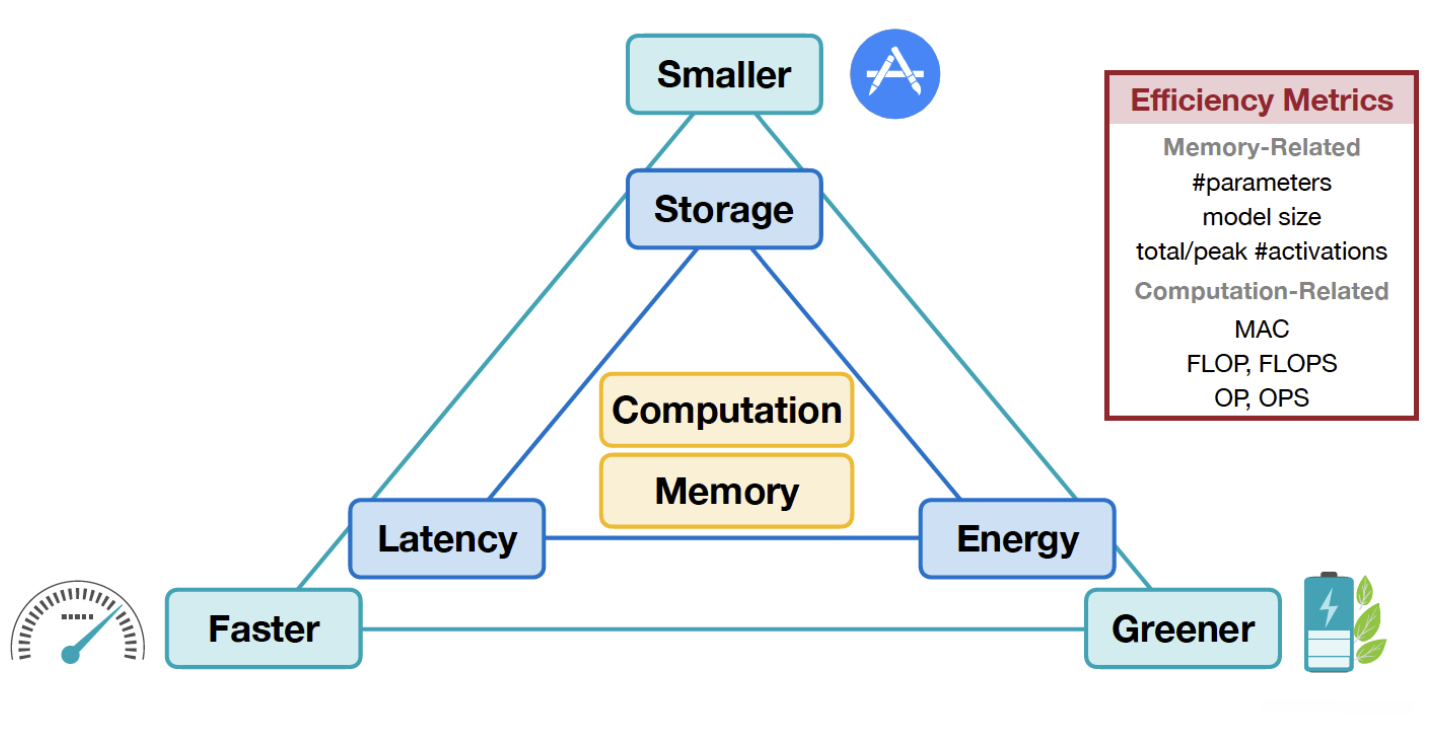 Smaller
Storage
Computation
Memory
Latency
Energy
Faster
Greener
Efficiency Metrics
Memory-Related
#parameters
model size
total/peak #activations
Computation-Related
MAC
FLOP, FLOPS
OP, OPS